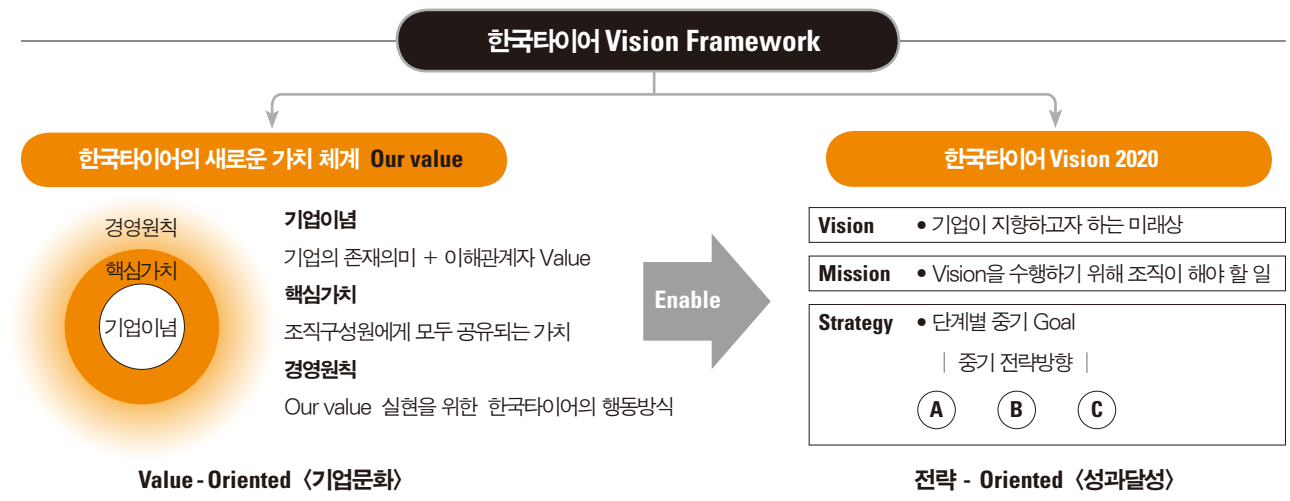 한국타이어 Vision Framework
한국타이어의 새로운 가치 체계 Our value
경영원칙
핵심가치
기업이념
기업이념
기업의 존재의미 + 이해관계자 Value
핵심가치
조직구성원에게 모두 공유되는 가치
경영원칙
Our value 실현을 위한 한국타이어의 행동방식
Value - Oriented 〈기업문화〉
Enable
한국타이어 Vision 2020
Vision • 기업이 지향하고자 하는 미래상
Mission • Vision을 수행하기 위해 조직이 해야 할 일
Strategy • 단계별 중기 Goal
| 중기 전략방향 |
A B C
전략 - Oriented 〈성과달성〉